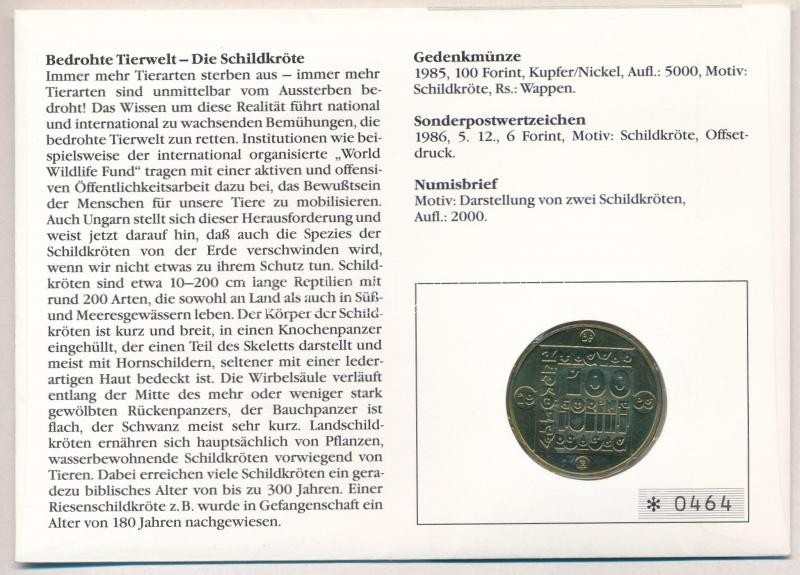 Bedrohte Tierwelt – Die Schildkröte
Immer mehr Tierarten sterben aus – immer mehr
Tierarten sind unmittelbar vom Aussterben be-
droht! Das Wissen um diese Realität führt national
und international zu wachsenden Bemühungen, die
bedrohte Tierwelt zun retten. Institutionen wie bei-
spielsweise der international organisierte „World
Wildlife Fund“ tragen mit einer aktiven und offensi-
ven Öffentlichkeitsarbeit dazu bei, das Bewußtsein
der Menschen für unsere Tiere zu mobilisieren.
Auch Ungarn stellt sich dieser Herausforderung und
weist jetzt darauf hin, daß auch die Spezies der
Schildkröten von der Erde verschwinden wird,
wenn wir nicht etwas zu ihrem Schutz tun. Schild-
kröten sind etwa 10–200 cm lange Reptilien mit
rund 200 Arten, die sowohl an Land als auch in Süß-
und Meeresgewässern leben. Der Körper der Schild-
kröten ist kurz und breit, in einen Knochenpanzer
eingehüllt, der einen Teil des Skeletts darstellt und
meist mit Hornschildern, seltener mit einer leder-
artigen Haut bedeckt ist. Die Wirbelsäule verläuft
entlang der Mitte des mehr oder weniger stark
gewölbten Rückenpanzers, der Bauchpanzer ist
flach, der Schwanz meist sehr kurz. Landschild-
kröten ernähren sich hauptsächlich von Pflanzen,
wasserbewohnende Schildkröten vorwiegend von
Tieren. Dabei erreichen viele Schildkröten ein gera-
dezu biblisches Alter von bis zu 300 Jahren. Einer
Riesenschildkröte z.B. wurde in Gefangenschaft ein
Alter von 180 Jahren nachgewiesen.
Gedenkmünze
1985, 100 Forint, Kupfer/Nickel, Aufl.: 5000, Motiv:
Schildkröte, Rs.: Wappen.
Sonderpostwertzeichen
1986, 5. 12., 6 Forint, Motiv: Schildkröte, Offset-
druck.
Numisbrief
Motiv: Darstellung von zwei Schildkröten,
Aufl.: 2000.
100
FORINT
* 0464